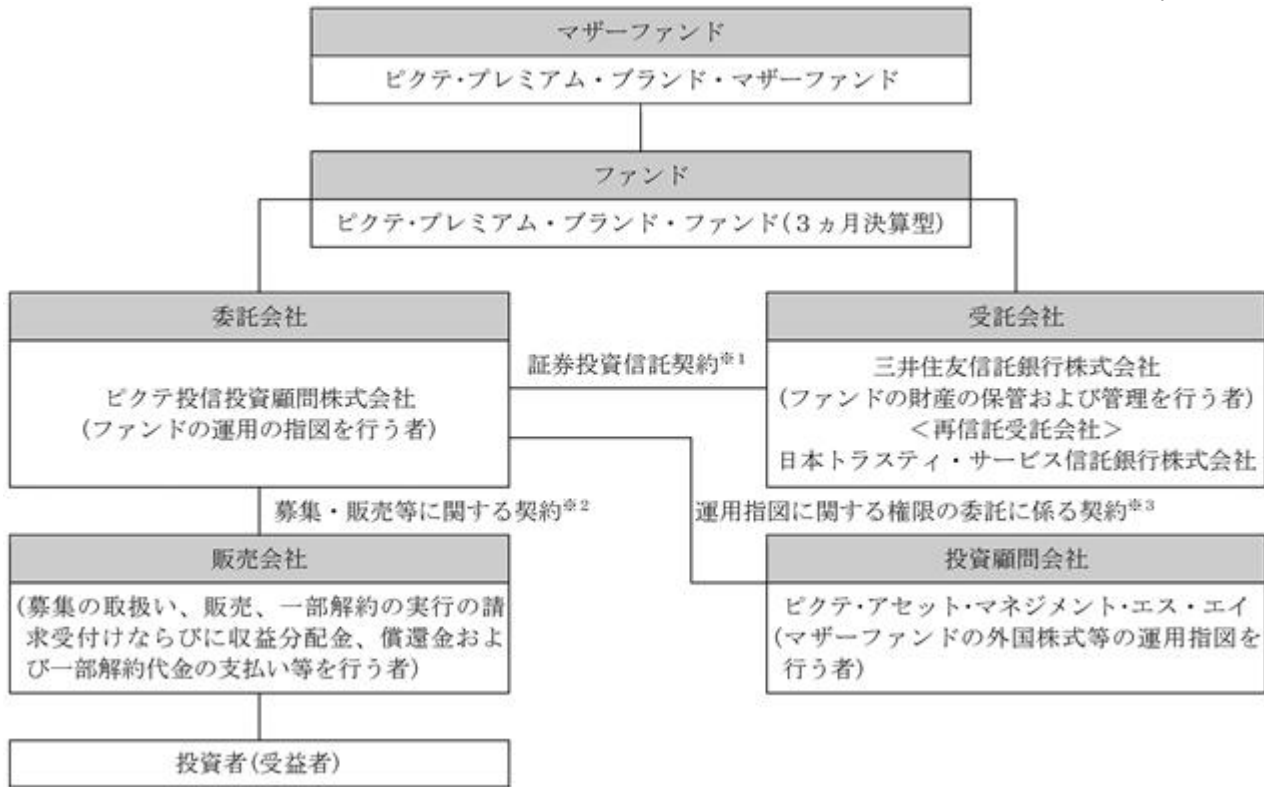 マザーファンド
ピクテ･プレミアム・ブランド・マザーファンド
ファンド
ピクテ･プレミアム・ブランド・ファンド(３ヵ月決算型)
委託会社
ピクテ投信投資顧問株式会社
(ファンドの運用の指図を行う者)
証券投資信託契約※1
受託会社
三井住友信託銀行株式会社
(ファンドの財産の保管および管理を行う者)
＜再信託受託会社＞
日本トラスティ・サービス信託銀行株式会社
募集・販売等に関する契約※2
運用指図に関する権限の委託に係る契約※3
販売会社
(募集の取扱い、販売、一部解約の実行の請
求受付けならびに収益分配金、償還金およ
び一部解約代金の支払い等を行う者)
投資顧問会社
ピクテ・アセット・マネジメント・エス・エイ
(マザーファンドの外国株式等の運用指図を
行う者)
投資者(受益者)